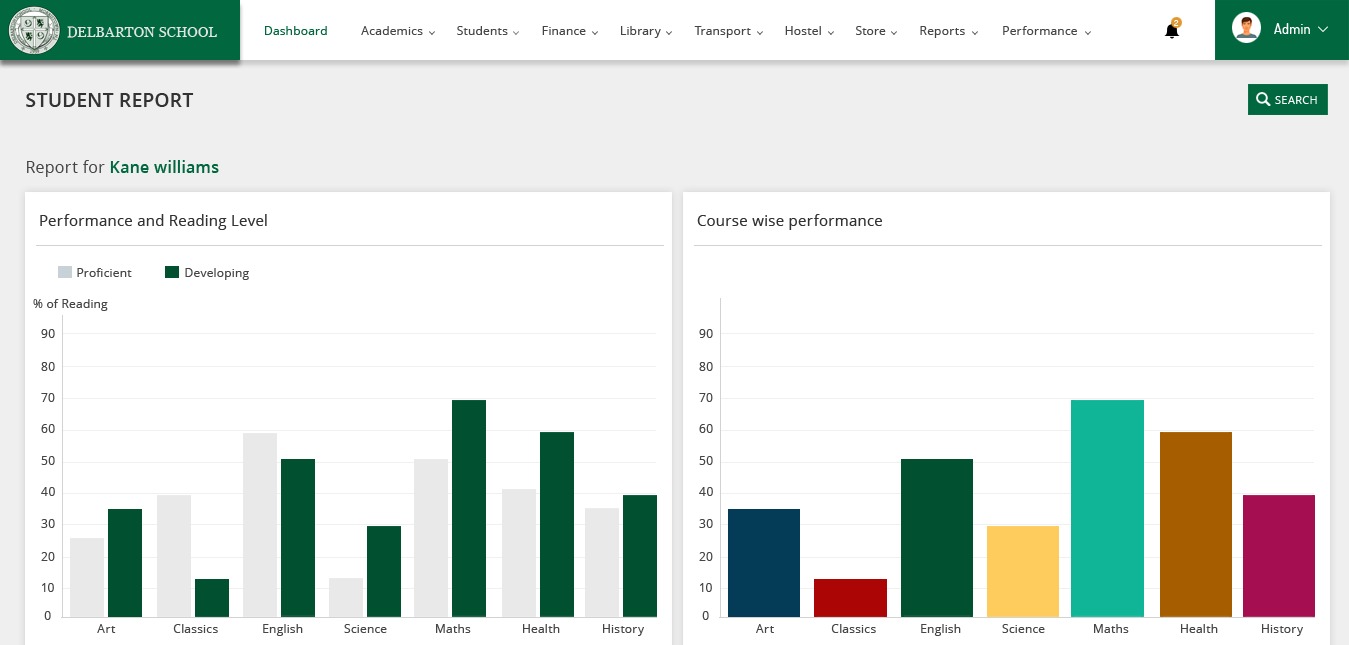 DELBARTON SCHOOL
Dashboard Academics Students Finance Library Transport Hostel Store Reports Performance
2
Admin
STUDENT REPORT
SEARCH
Report for Kane williams
Performance and Reading Level
Proficient Developing
% of Reading
90
80
70
60
50
40
30
20
10
0
Art Classics English Science Maths Health History
Course wise performance
90
80
70
60
50
40
30
20
10
0
Art Classics English Science Maths Health History